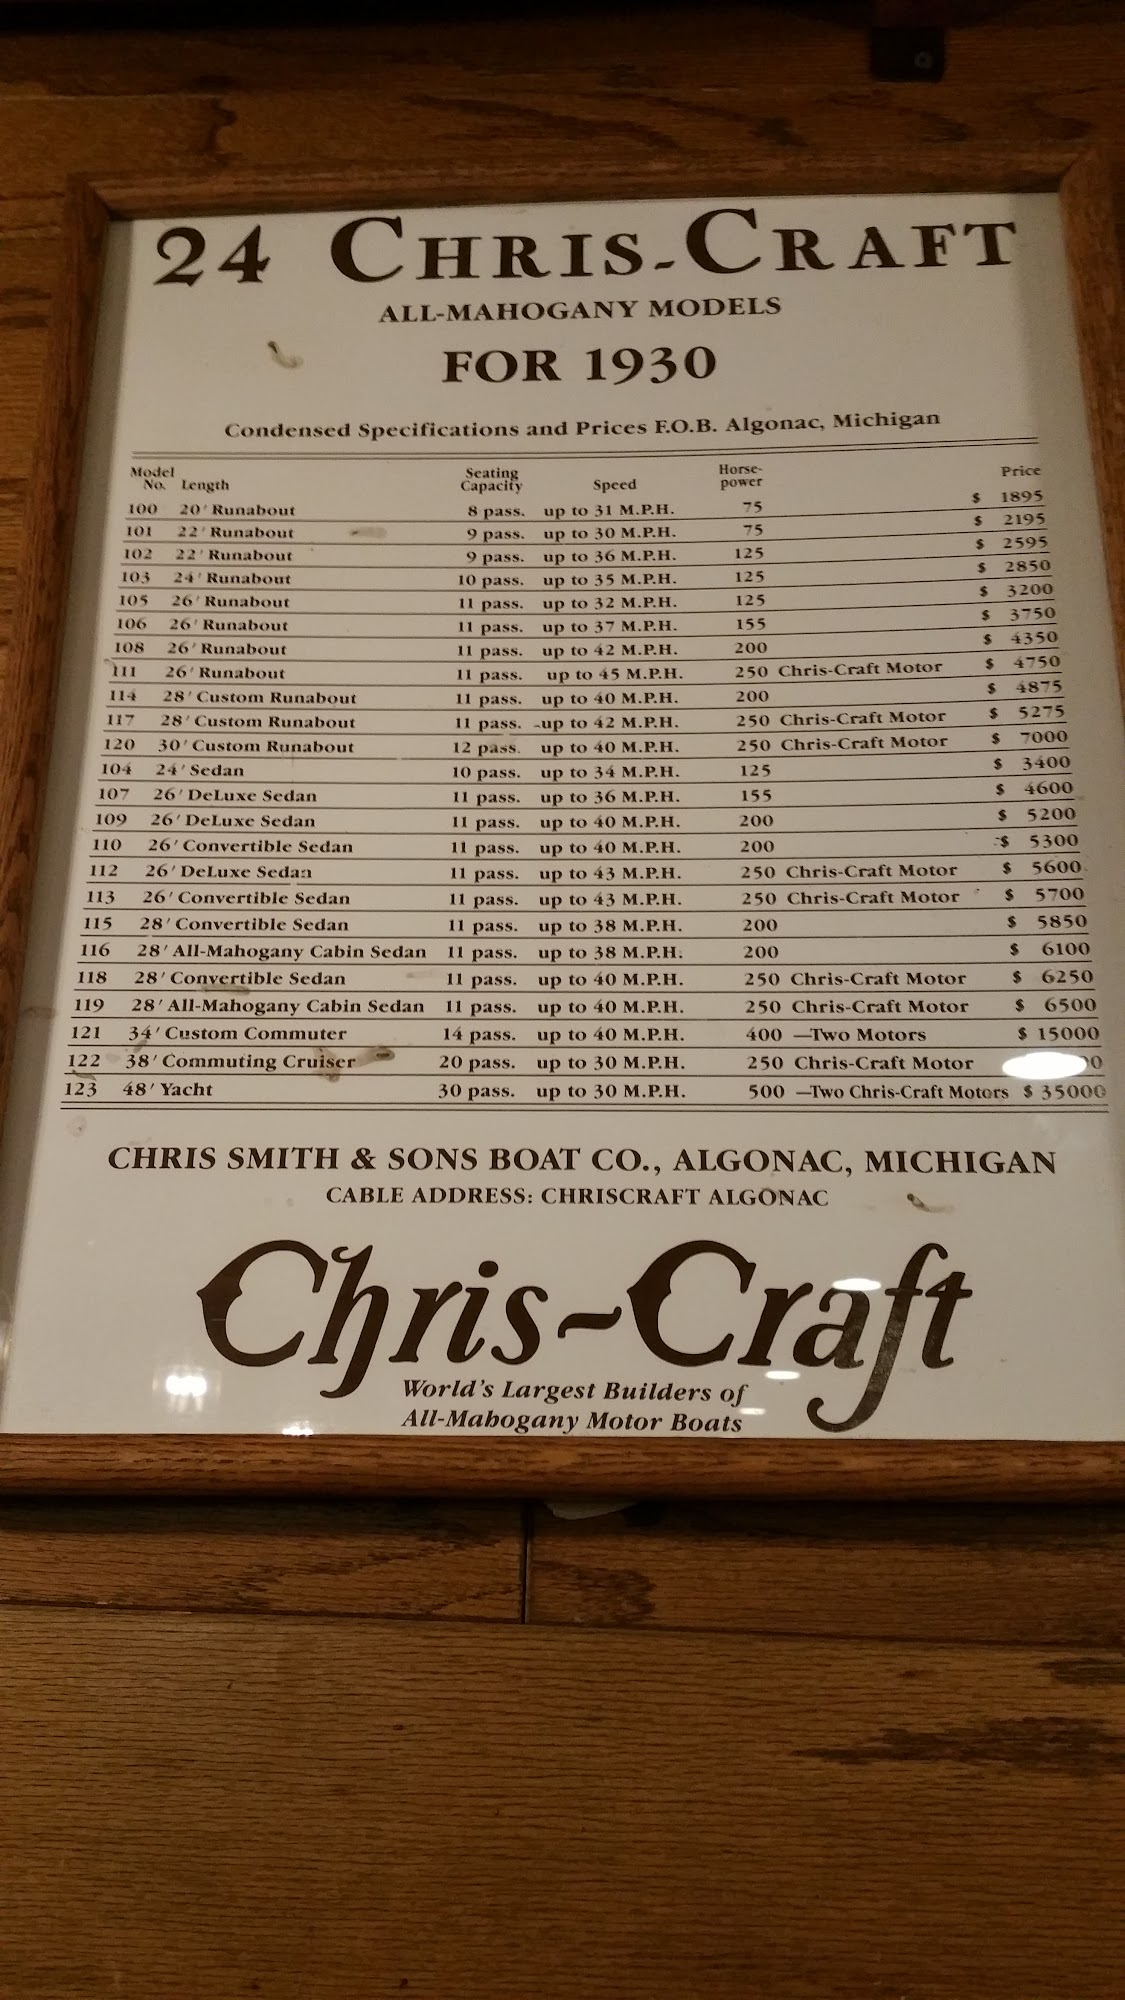 24 CHRIS-CRAFT
ALL-MAHOGANY MODELS
FOR 1930
Condensed Specifications and Prices F.O.B. Algonac, Michigan
Model No. Length Seating Capacity Speed Horse-power Price
100 20' Runabout 8 pass. up to 31 M.P.H. 75 $ 1895
101 22' Runabout 9 pass. up to 30 M.P.H. 75 $ 2195
102 22' Runabout 9 pass. up to 36 M.P.H. 125 $ 2595
103 24' Runabout 10 pass. up to 35 M.P.H. 125 $ 2850
105 26' Runabout 11 pass. up to 32 M.P.H. 125 $ 3200
106 26' Runabout 11 pass. up to 37 M.P.H. 155 $ 3750
108 26' Runabout 11 pass. up to 42 M.P.H. 200 $ 4350
111 26' Runabout 11 pass. up to 45 M.P.H. 250 Chris-Craft Motor $ 4750
114 28' Custom Runabout 11 pass. up to 40 M.P.H. 200 $ 4875
117 28' Custom Runabout 11 pass. up to 42 M.P.H. 250 Chris-Craft Motor $ 5275
120 30' Custom Runabout 12 pass. up to 40 M.P.H. 250 Chris-Craft Motor $ 7000
104 24' Sedan 10 pass. up to 34 M.P.H. 125 $ 3400
107 26' DeLuxe Sedan 11 pass. up to 36 M.P.H. 155 $ 4600
109 26' DeLuxe Sedan 11 pass. up to 40 M.P.H. 200 $ 5200
110 26' Convertible Sedan 11 pass. up to 40 M.P.H. 200 $ 5300
112 26' DeLuxe Sedan 11 pass. up to 43 M.P.H. 250 Chris-Craft Motor $ 5600
113 26' Convertible Sedan 11 pass. up to 43 M.P.H. 250 Chris-Craft Motor $ 5700
115 28' Convertible Sedan 11 pass. up to 38 M.P.H. 200 $ 5850
116 28' All-Mahogany Cabin Sedan 11 pass. up to 38 M.P.H. 200 $ 6100
118 28' Convertible Sedan 11 pass. up to 40 M.P.H. 250 Chris-Craft Motor $ 6250
119 28' All-Mahogany Cabin Sedan 11 pass. up to 40 M.P.H. 250 Chris-Craft Motor $ 6500
121 34' Custom Commuter 14 pass. up to 40 M.P.H. 400 —Two Motors $ 15000
122 38' Commuting Cruiser 20 pass. up to 30 M.P.H. 250 Chris-Craft Motor
123 48' Yacht 30 pass. up to 30 M.P.H. 500 —Two Chris-Craft Motors $ 35000
CHRIS SMITH & SONS BOAT CO., ALGONAC, MICHIGAN
CABLE ADDRESS: CHRISCRAFT ALGONAC
Chris-Craft
World's Largest Builders of
All-Mahogany Motor Boats